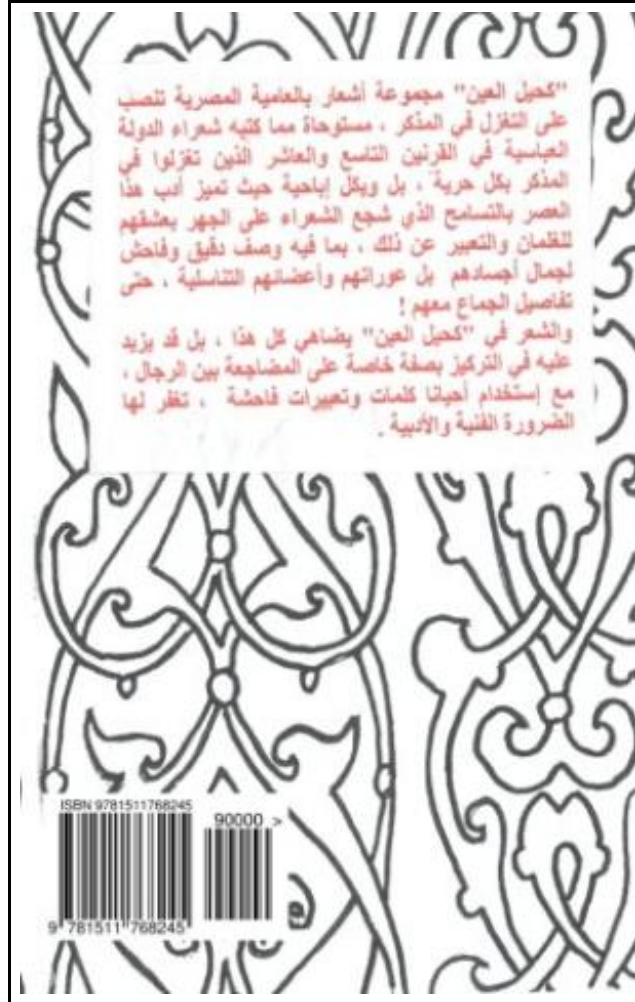 "كحيل العين" مجموعة أشعار بالعامية المصرية تنصب
على التغزل في المذكر ، مستوحاة مما كتبه شعراء الدولة
العباسية في القرنين التاسع والعاشر الذين تغزلوا في
المذكر بكل حرية ، بل وبكل إباحية حيث تميز أدب هذا
العصر بالتسامح الذي شجع الشعراء على الجهر بعشقهم
للغلمان والتعبير عن ذلك ، بما فيه وصف دقيق وفاحش
لجمال أجسادهم بل عوراتهم وأعضائهم التناسلية ، حتى
تفاصيل الجماع معهم !
والشعر في "كحيل العين" يضاهي كل هذا ، بل قد يزيد
عليه في التركيز بصفة خاصة على المضاجعة بين الرجال ،
مع إستخدام أحيانا كلمات وتعبيرات فاحشة ، تغفر لها
الضرورة الفنية والأدبية .
ISBN 9781511768245
90000 >
9 781511 768245